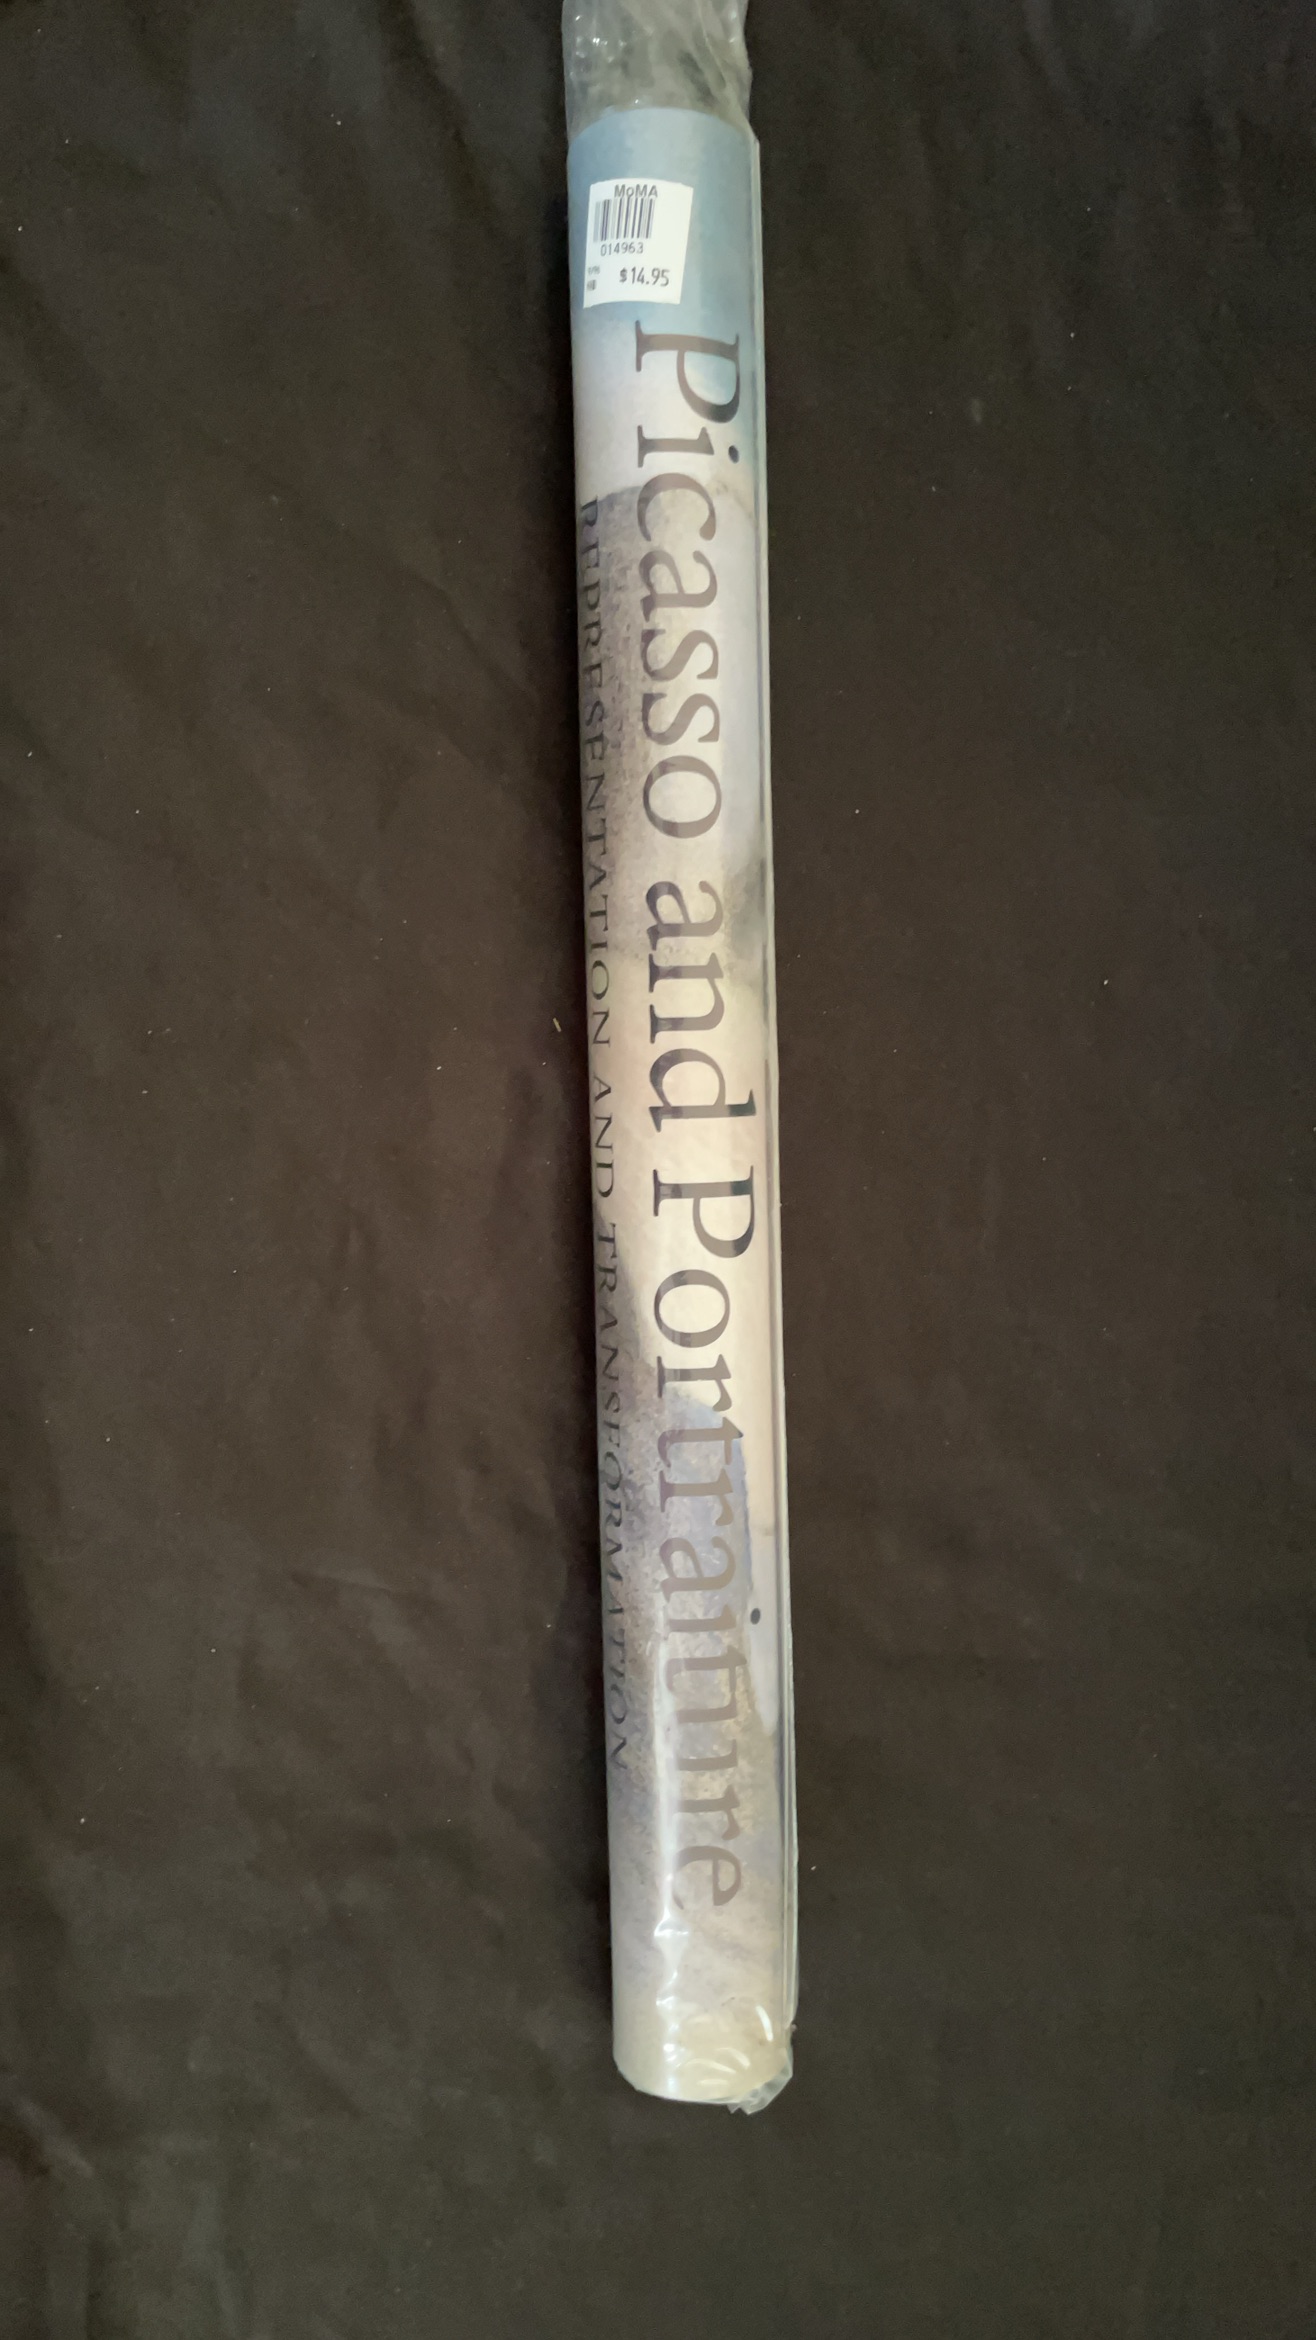 MoMA
014963
$14.95
Picasso and Portraiture
REPRESENTATION AND TRANSFORMATION